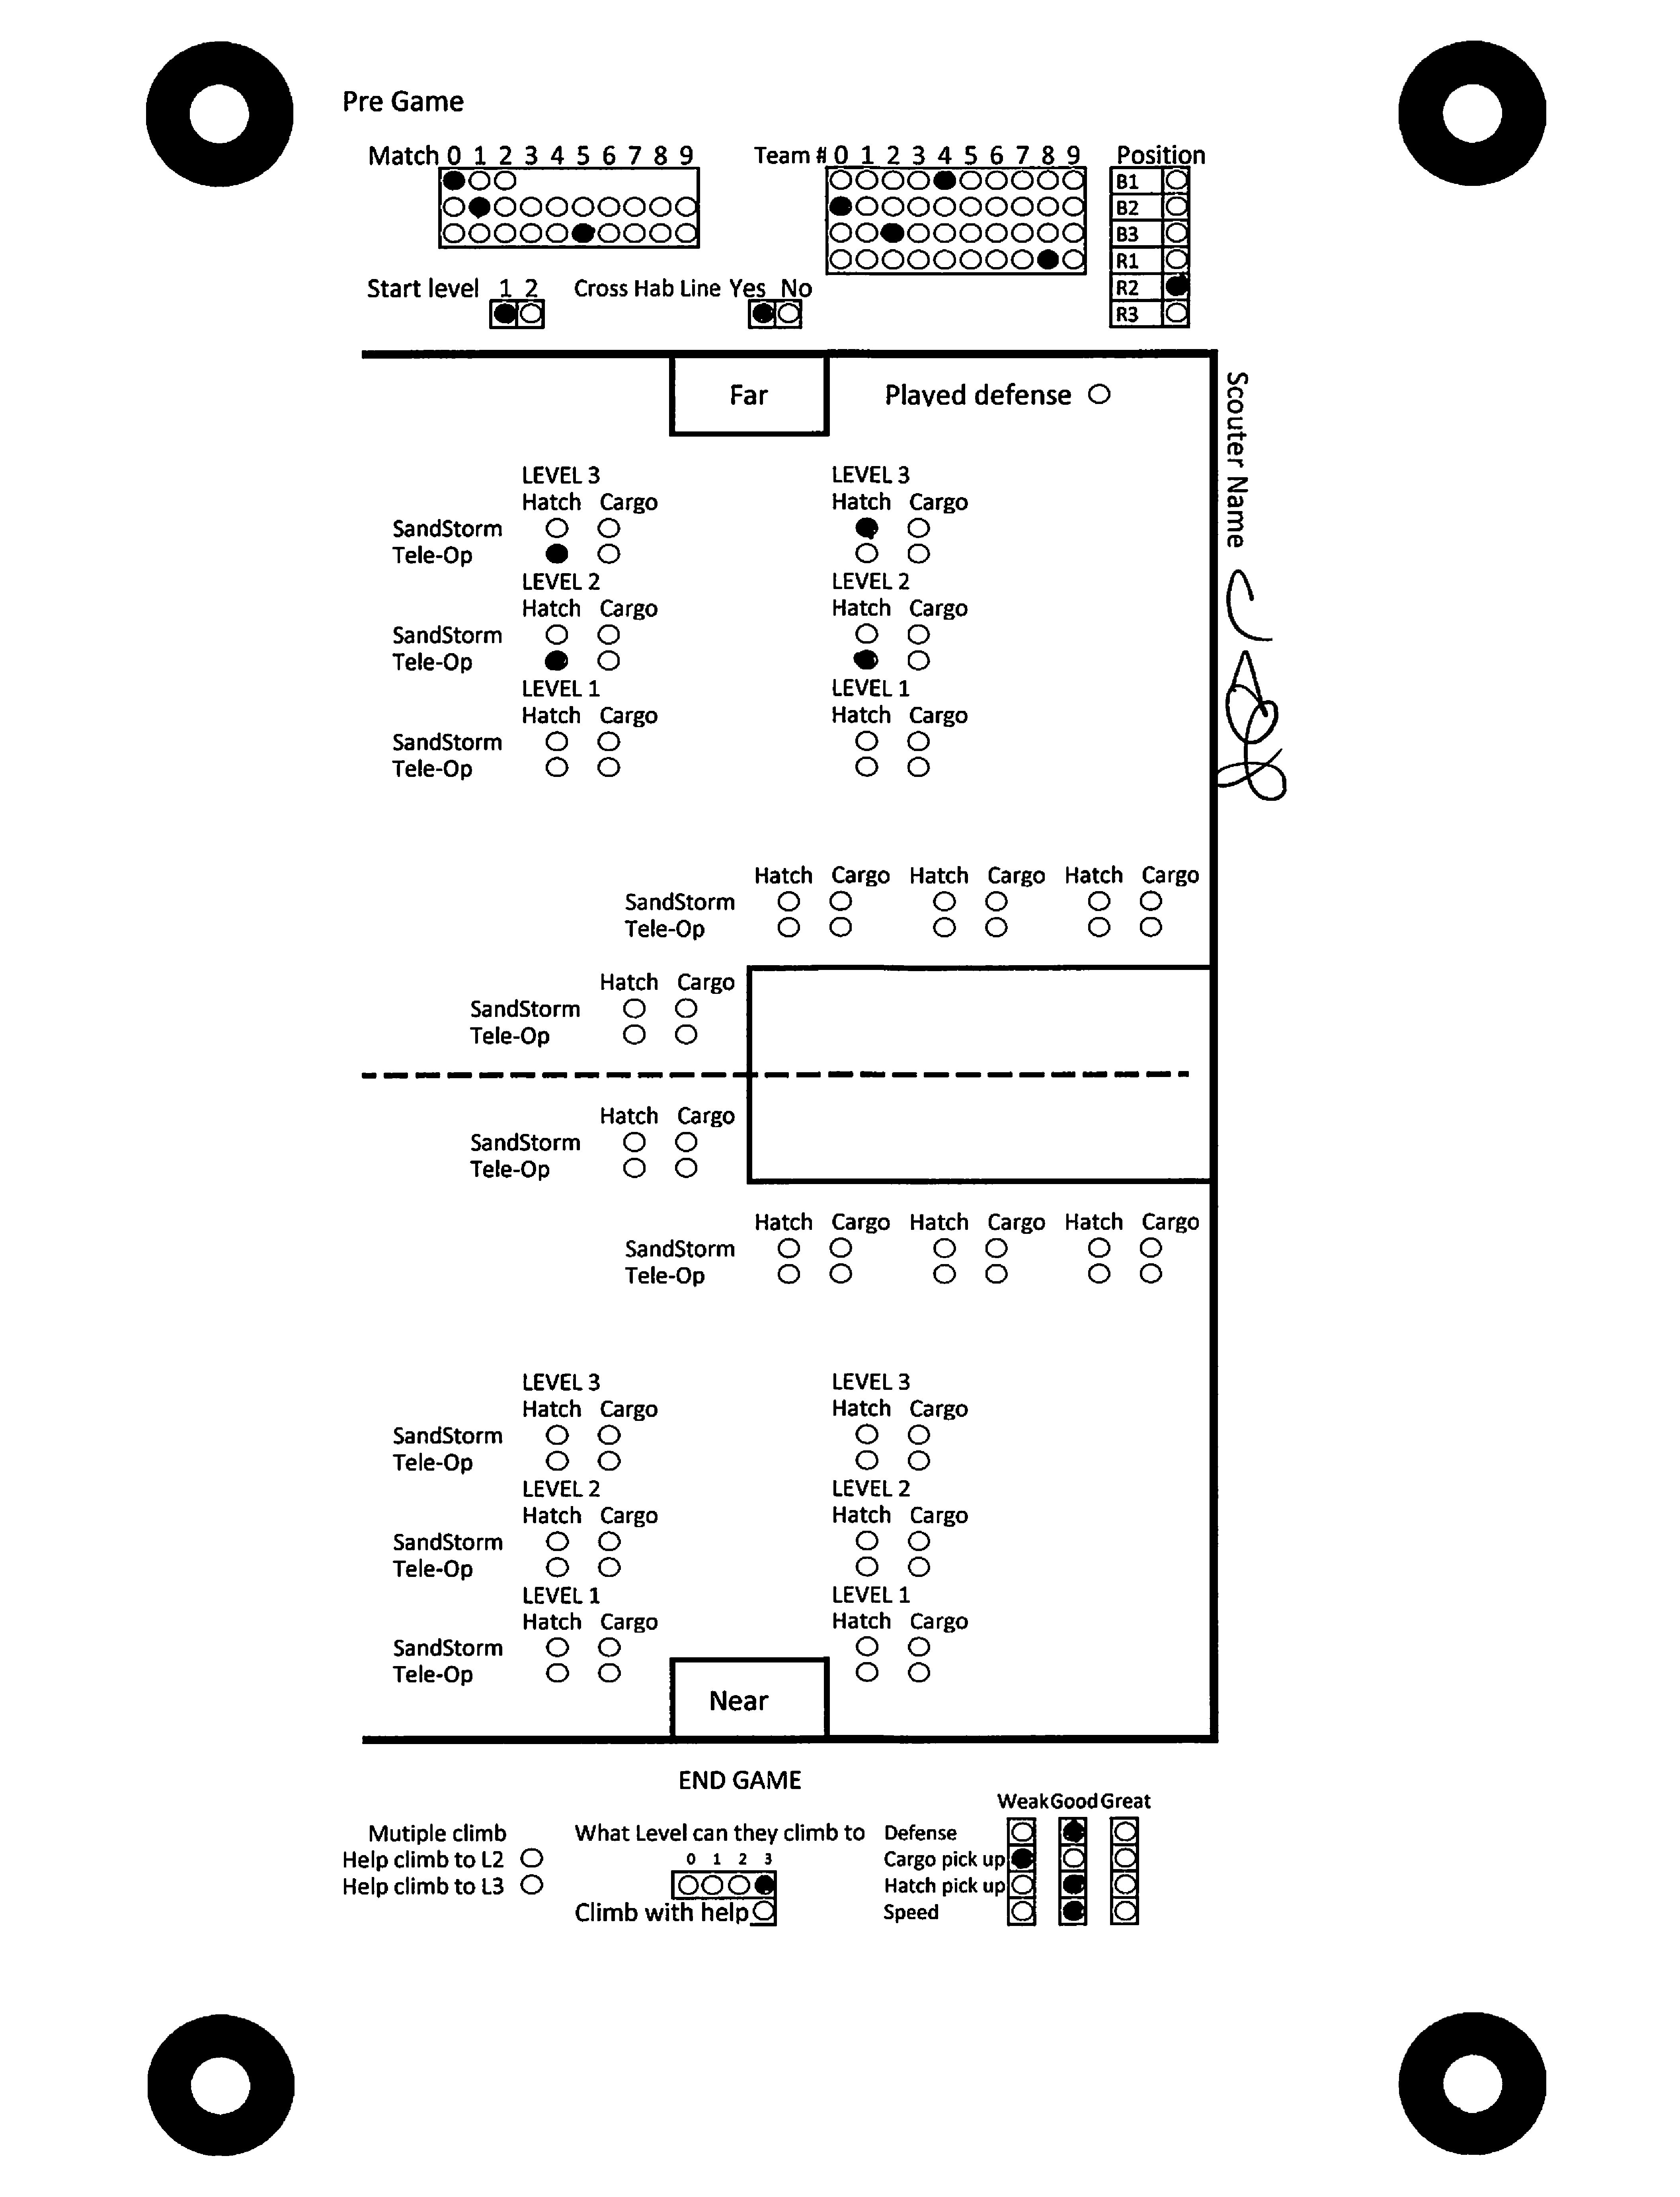 Pre Game
Match 0 1 2 3 4 5 6 7 8 9
Team # 0 1 2 3 4 5 6 7 8 9
Position
B1
B2
B3
R1
R2
R3
Start level 1 2
Cross Hab Line Yes No
Far
Played defense
Scouter Name
LEVEL 3 LEVEL 3
Hatch Cargo Hatch Cargo
SandStorm
Tele-Op
LEVEL 2 LEVEL 2
Hatch Cargo Hatch Cargo
SandStorm
Tele-Op
LEVEL 1 LEVEL 1
Hatch Cargo Hatch Cargo
SandStorm
Tele-Op
Hatch Cargo Hatch Cargo Hatch Cargo
SandStorm
Tele-Op
Hatch Cargo
SandStorm
Tele-Op
Hatch Cargo
SandStorm
Tele-Op
Hatch Cargo Hatch Cargo Hatch Cargo
SandStorm
Tele-Op
LEVEL 3 LEVEL 3
Hatch Cargo Hatch Cargo
SandStorm
Tele-Op
LEVEL 2 LEVEL 2
Hatch Cargo Hatch Cargo
SandStorm
Tele-Op
LEVEL 1 LEVEL 1
Hatch Cargo Hatch Cargo
SandStorm
Tele-Op
Near
END GAME
Weak Good Great
Mutiple climb
Help climb to L2
Help climb to L3
What Level can they climb to
0 1 2 3
Climb with help
Defense
Cargo pick up
Hatch pick up
Speed